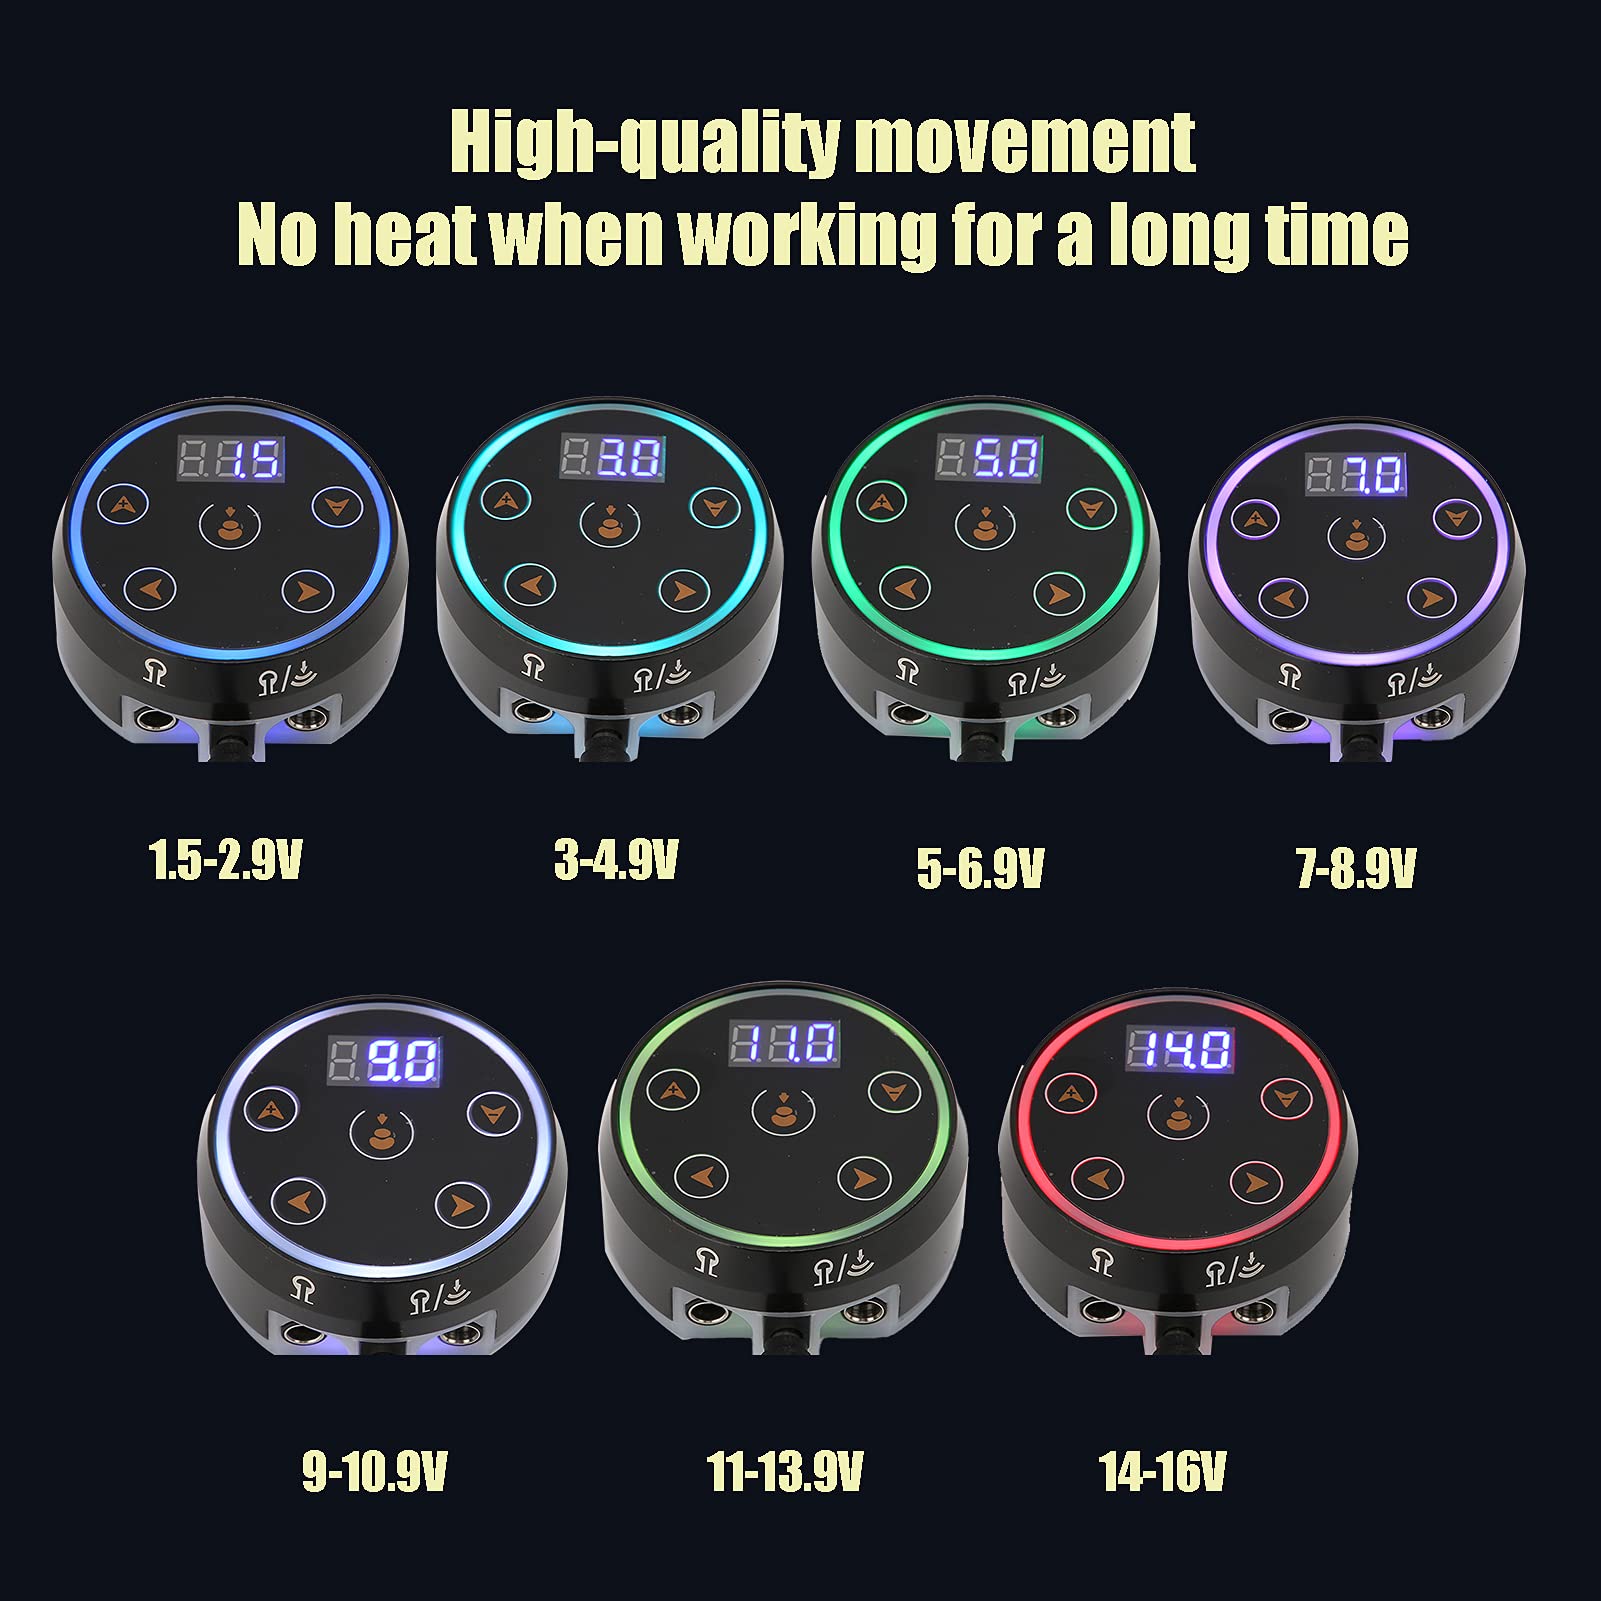 High-quality movement
No heat when working for a long time
1.5
3.0
5.0
7.0
1.5-2.9V
3-4.9V
5-6.9V
7-8.9V
9.0
11.0
14.0
9-10.9V
11-13.9V
14-16V